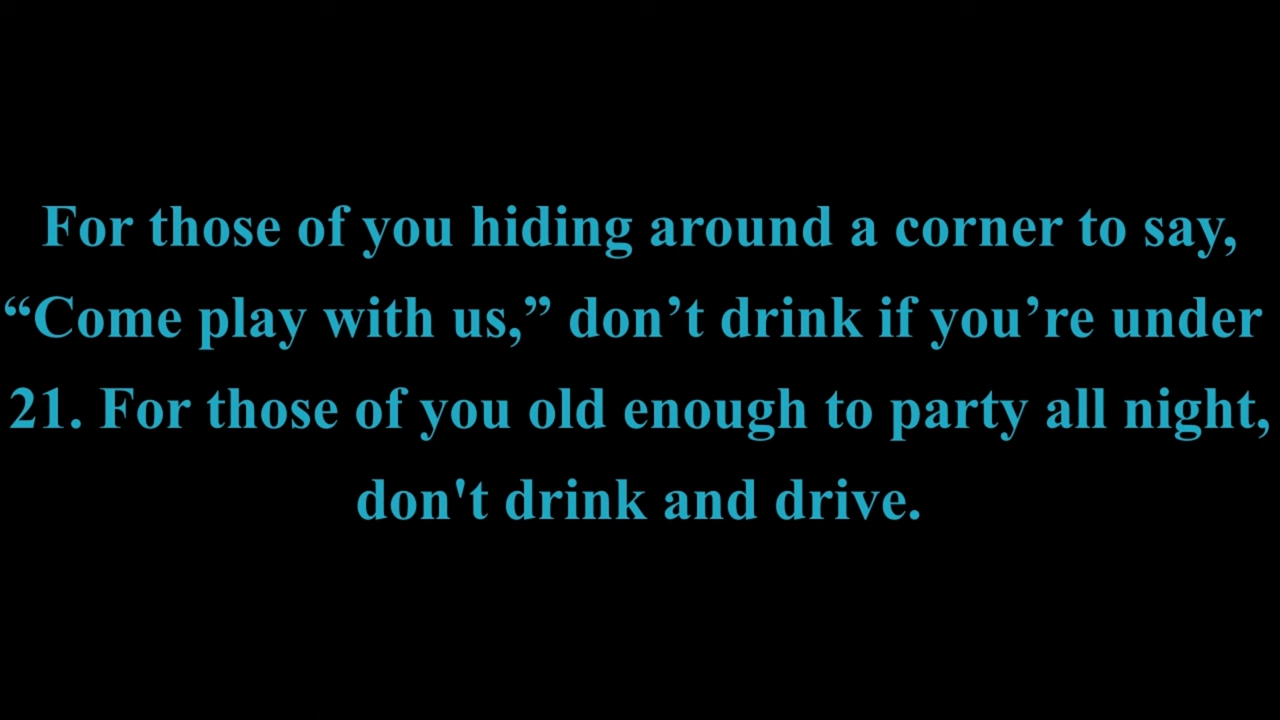 For those of you hiding around a corner to say,
“Come play with us,” don’t drink if you’re under
21. For those of you old enough to party all night,
don't drink and drive.